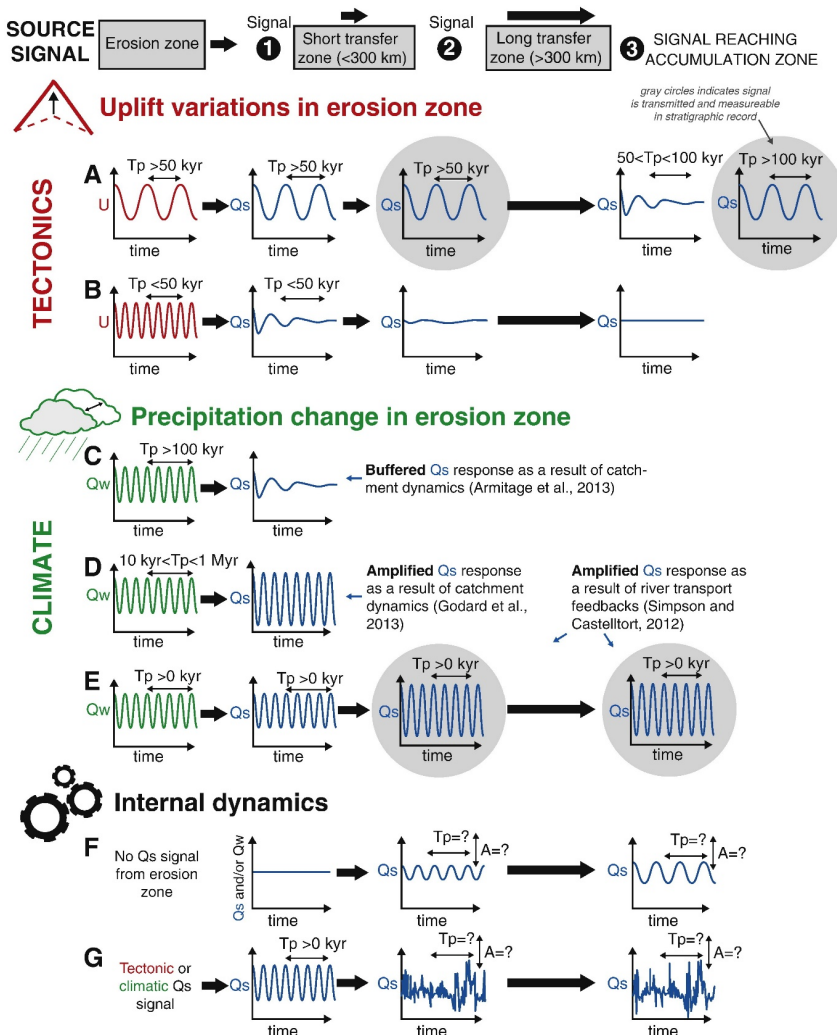 SOURCE
SIGNAL
Erosion zone
Signal
1
Short transfer
zone (<300 km)
Signal
2
Long transfer
zone (>300 km)
3
SIGNAL REACHING
ACCUMULATION ZONE
Uplift variations in erosion zone
gray circles indicates signal
is transmitted and measureable
in stratigraphic record
TECTONICS
A
Tp >50 kyr
U
time
Tp >50 kyr
Qs
time
Tp >50 kyr
Qs
time
50<Tp<100 kyr
Qs
time
Tp >100 kyr
Qs
time
B
Tp <50 kyr
U
time
Tp <50 kyr
Qs
time
Qs
time
Qs
time
Precipitation change in erosion zone
CLIMATE
C
Tp >100 kyr
Qw
time
Qs
time
Buffered Qs response as a result of catch-
ment dynamics (Armitage et al., 2013)
D
10 kyr<Tp<1 Myr
Qw
time
Qs
time
Amplified Qs response
as a result of catchment
dynamics (Godard et al.,
2013)
Amplified Qs response as
a result of river transport
feedbacks (Simpson and
Castelltort, 2012)
E
Tp >0 kyr
Qw
time
Tp >0 kyr
Qs
time
Tp >0 kyr
Qs
time
Tp >0 kyr
Qs
time
Internal dynamics
F
No Qs signal
from erosion
zone
Qs and/or Qw
time
Tp=?
A=?
Qs
time
Tp=?
A=?
Qs
time
G
Tectonic or
climatic Qs
signal
Tp >0 kyr
Qs
time
Tp=?
A=?
Qs
time
Tp=?
A=?
Qs
time